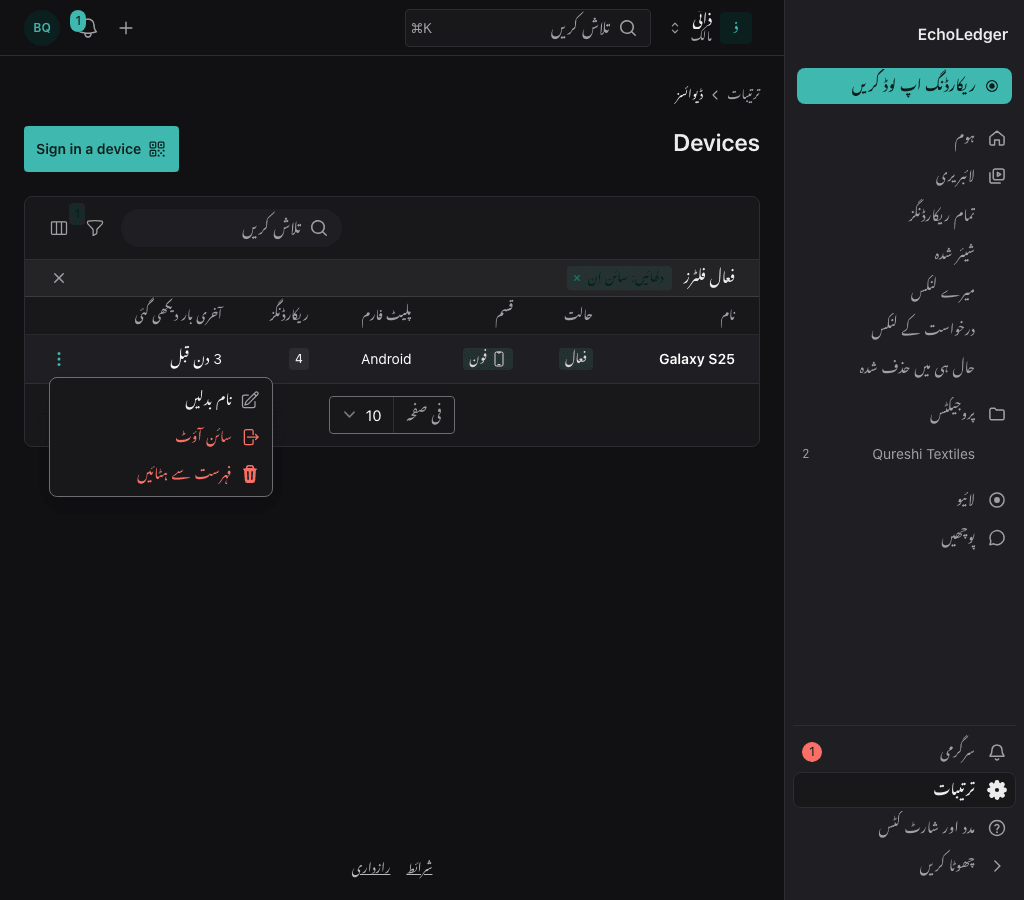 EchoLedger
ریکارڈنگ اپ لوڈ کریں
ہوم
لائبریری
تمام ریکارڈنگز
شیئر شدہ
میرے لنکس
درخواست کے لنکس
حال ہی میں حذف شدہ
پروجیکٹس
Qureshi Textiles 2
لائیو
پوچھیں
سرگرمی 1
ترتیبات
مدد اور شارٹ کٹس
چھوٹا کریں
ذ
ذاتی
مالک
تلاش کریں ⌘K
1
BQ
ترتیبات
ڈیوائسز
Devices
Sign in a device
تلاش کریں
1
فعال فلٹرز
دکھائیں: سائن ان ×
نام حالت قسم پلیٹ فارم ریکارڈنگز آخری بار دیکھی گئی
Galaxy S25 فعال فون Android 4 3 دن قبل
نام بدلیں
سائن آؤٹ
فہرست سے ہٹائیں
فی صفحہ 10
شرائط رازداری